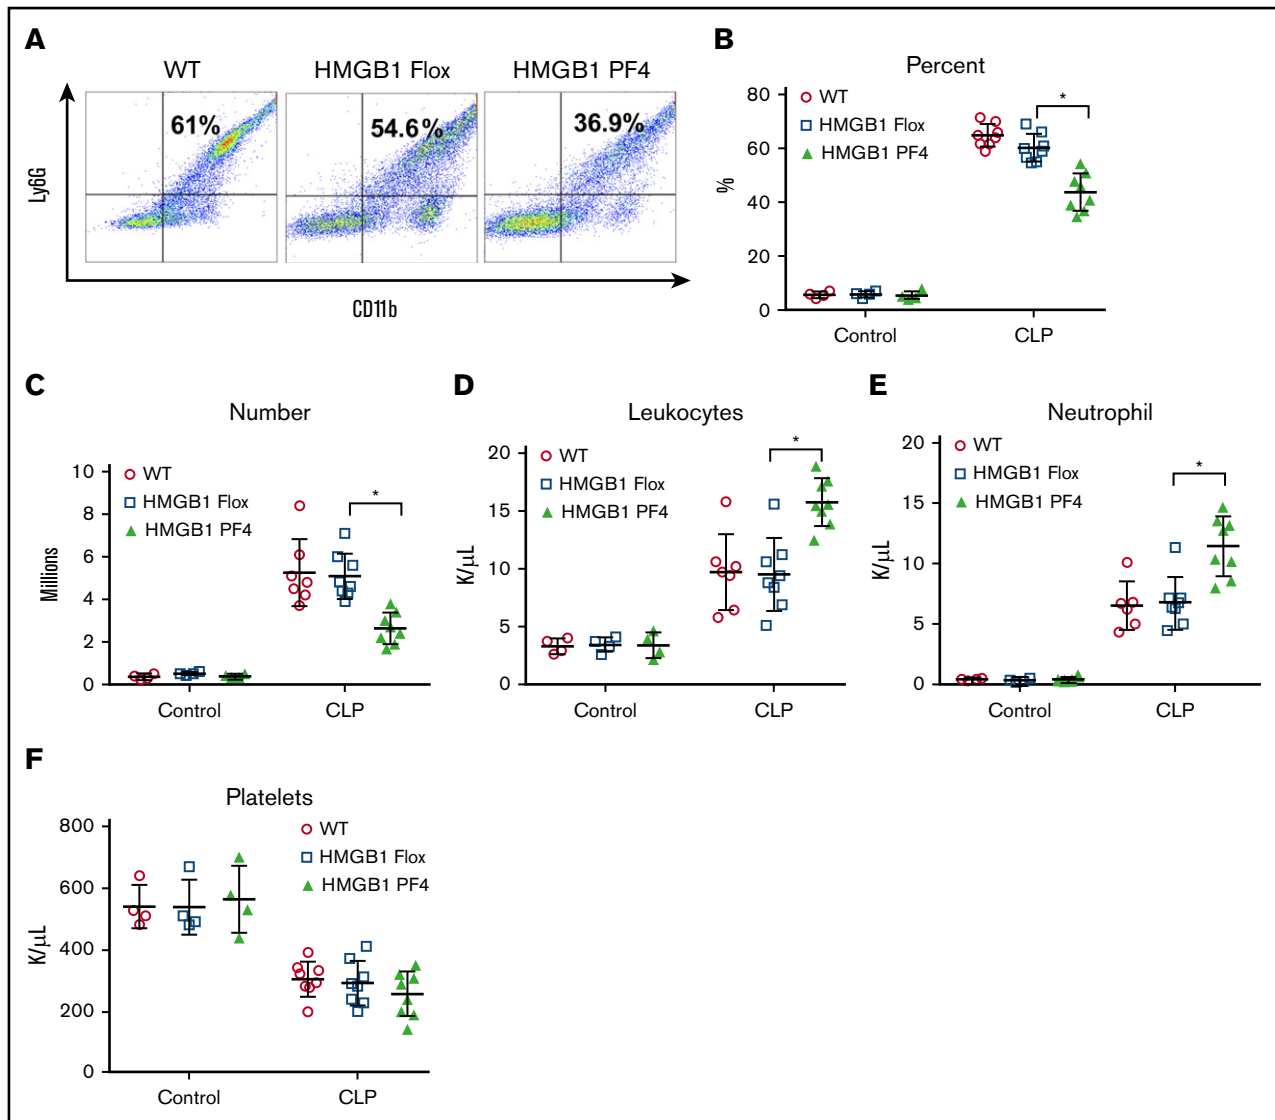 A
WT
HMGB1 Flox
HMGB1 PF4
61%
54.6%
36.9%
Ly6G
CD11b
B
Percent
80
60
40
20
0
%
WT
HMGB1 Flox
HMGB1 PF4
*
Control
CLP
C
Number
10
8
6
4
2
0
Millions
WT
HMGB1 Flox
HMGB1 PF4
*
Control
CLP
D
Leukocytes
20
15
10
5
0
K/μL
WT
HMGB1 Flox
HMGB1 PF4
*
Control
CLP
E
Neutrophil
20
15
10
5
0
K/μL
WT
HMGB1 Flox
HMGB1 PF4
*
Control
CLP
F
Platelets
800
600
400
200
0
K/μL
WT
HMGB1 Flox
HMGB1 PF4
Control
CLP